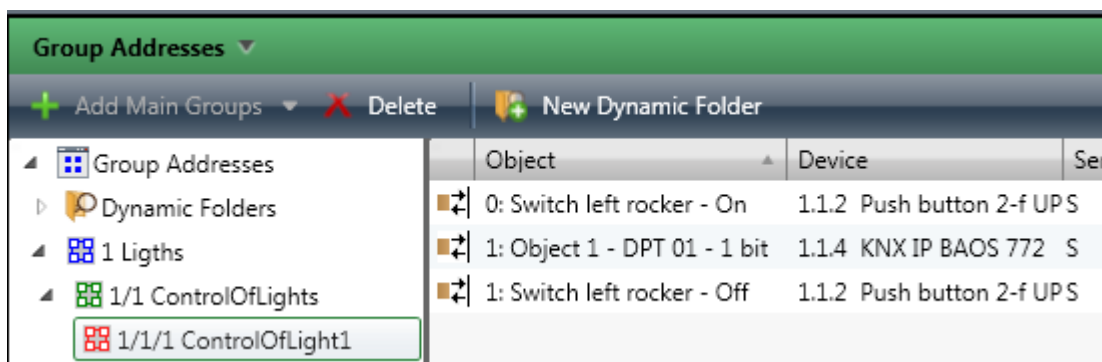 Group Addresses
Add Main Groups Delete New Dynamic Folder
Group Addresses
Dynamic Folders
1 Ligths
1/1 ControlOfLights
1/1/1 ControlOfLight1
Object Device Se
0: Switch left rocker - On 1.1.2 Push button 2-f UP S
1: Object 1 - DPT 01 - 1 bit 1.1.4 KNX IP BAOS 772 S
1: Switch left rocker - Off 1.1.2 Push button 2-f UP S